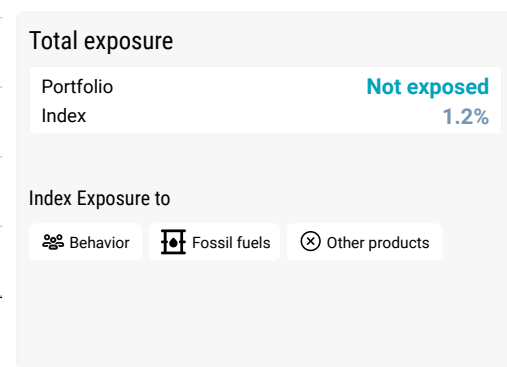 Total exposure
Portfolio Not exposed
Index 1.2%
Index Exposure to
Behavior Fossil fuels Other products